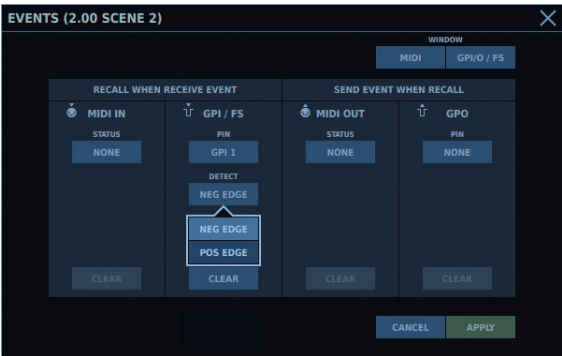 EVENTS (2.00 SCENE 2)
WINDOW
MIDI GPI/O / FS
RECALL WHEN RECEIVE EVENT SEND EVENT WHEN RECALL
MIDI IN GPI / FS MIDI OUT GPO
STATUS PIN STATUS PIN
NONE GPI 1 NONE NONE
DETECT
NEG EDGE
NEG EDGE
POS EDGE
CLEAR CLEAR CLEAR CLEAR
CANCEL APPLY